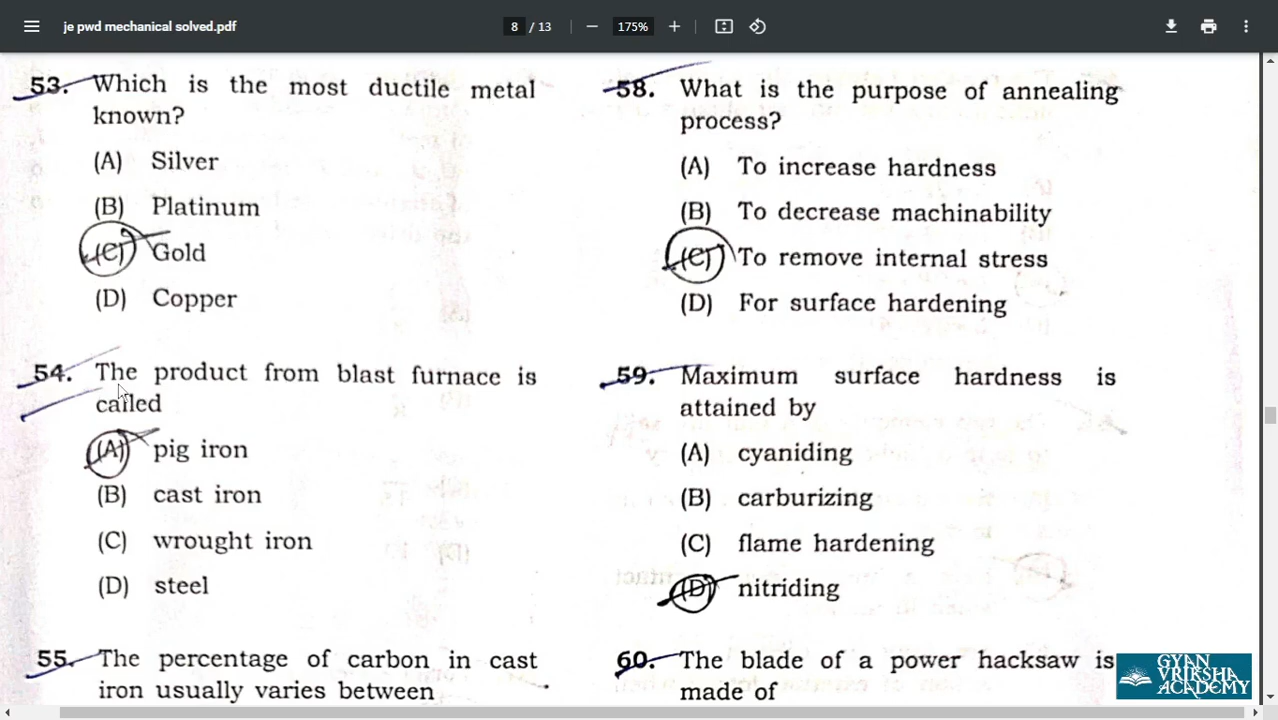 je pwd mechanical solved.pdf
8 / 13
175%
53. Which is the most ductile metal
known?
(A) Silver
(B) Platinum
(C) Gold
(D) Copper
54. The product from blast furnace is
called
(A) pig iron
(B) cast iron
(C) wrought iron
(D) steel
55. The percentage of carbon in cast
iron usually varies between
58. What is the purpose of annealing
process?
(A) To increase hardness
(B) To decrease machinability
(C) To remove internal stress
(D) For surface hardening
59. Maximum surface hardness is
attained by
(A) cyaniding
(B) carburizing
(C) flame hardening
(D) nitriding
60. The blade of a power hacksaw is
made of
GYAN
VRIKSHA
ACADEMY